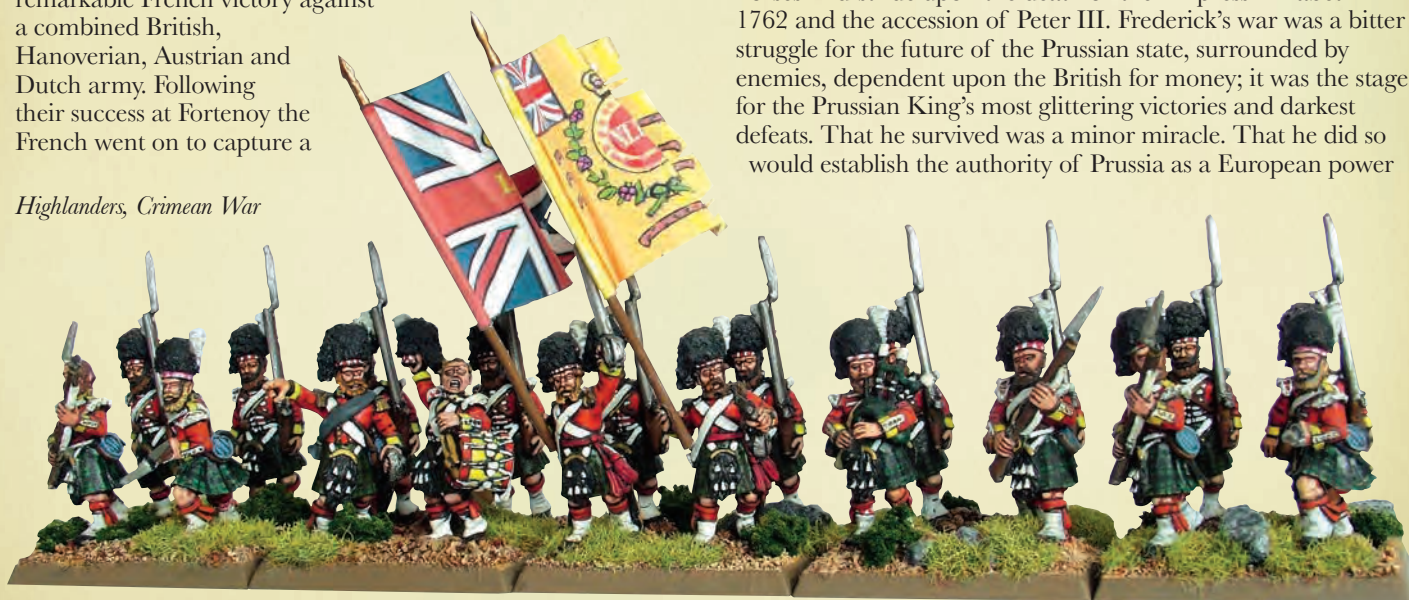 remarkable French victory against
a combined British,
Hanoverian, Austrian and
Dutch army. Following
their success at Fortenoy the
French went on to capture a
Highlanders, Crimean War
1762 and the accession of Peter III. Frederick’s war was a bitter
struggle for the future of the Prussian state, surrounded by
enemies, dependent upon the British for money; it was the stage
for the Prussian King’s most glittering victories and darkest
defeats. That he survived was a minor miracle. That he did so
would establish the authority of Prussia as a European power